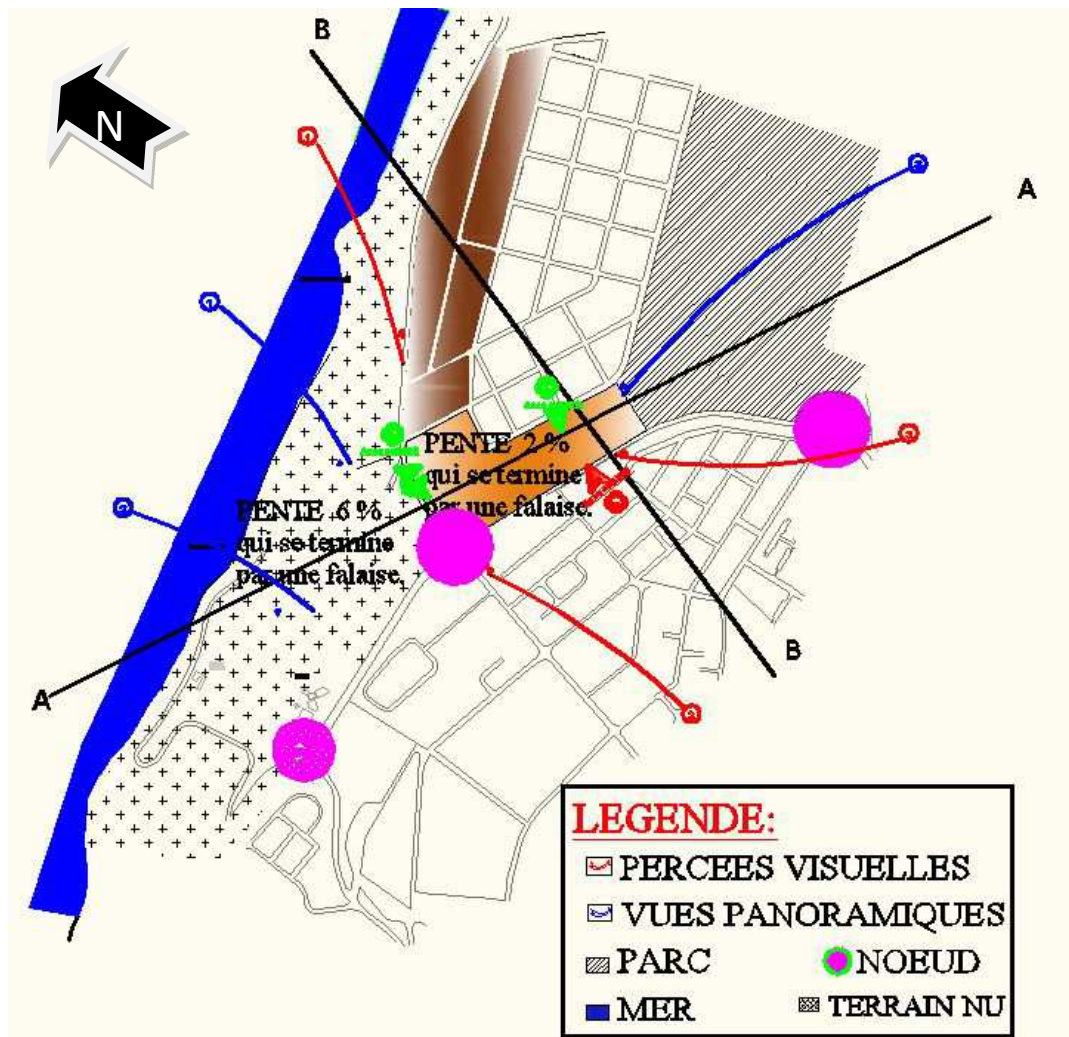 B
N
A
PENTE 2 %
qui se termine
par une falaise.
PENTE 6 %
qui se termine
par une falaise.
B
A
LEGENDE:
PERCEES VISUELLES
VUES PANORAMIQUES
PARC
NOEUD
MER
TERRAIN NU